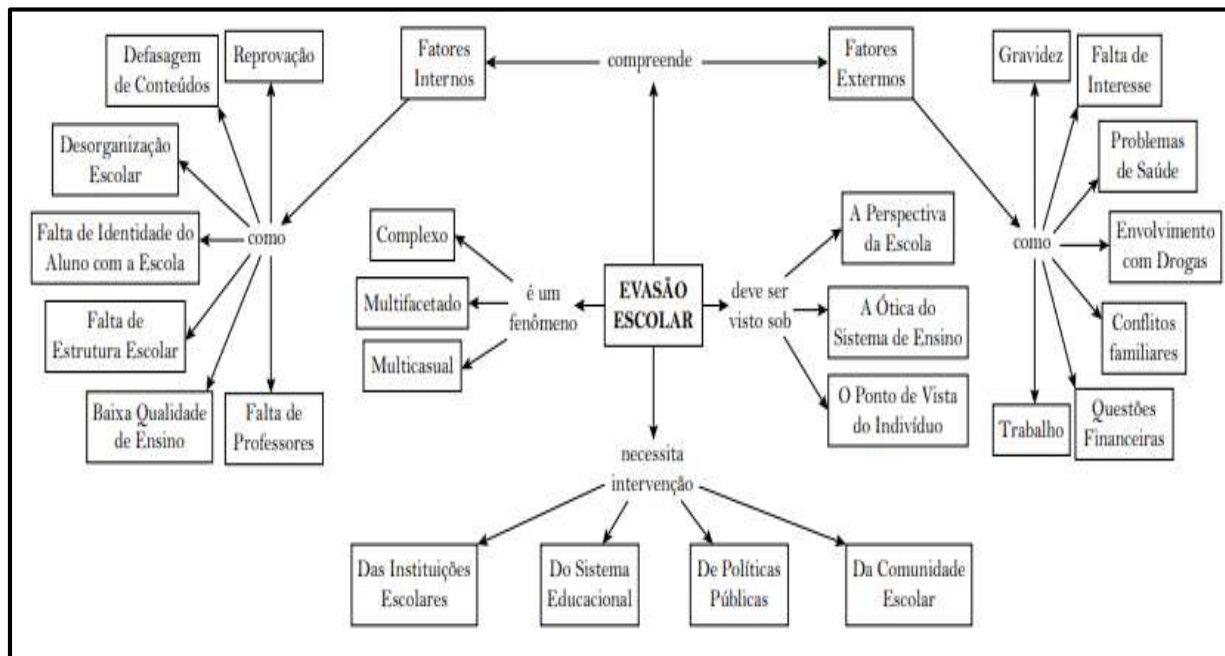 Defasagem
de Conteúdos
Reprovação
Fatores
Internos
compreende
Fatores
Extermos
Gravidez
Falta de
Interesse
Desorganização
Escolar
Problemas
de Saúde
Falta de Identidade do
Aluno com a Escola
como
Complexo
A Perspectiva
da Escola
como
Envolvimento
com Drogas
Multifacetado
é um
fenômeno
EVASÃO
ESCOLAR
deve ser
visto sob
A Ótica do
Sistema de Ensino
Falta de
Estrutura Escolar
Multicasual
Conflitos
familiares
Baixa Qualidade
de Ensino
Falta de
Professores
O Ponto de Vista
do Indivíduo
Trabalho
Questões
Financeiras
necessita
intervenção
Das Instituições
Escolares
Do Sistema
Educacional
De Políticas
Públicas
Da Comunidade
Escolar